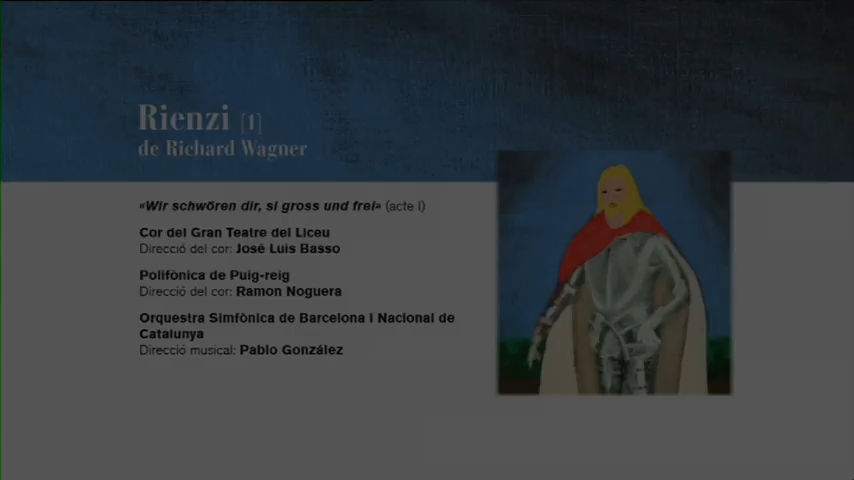 Rienzi [1]
de Richard Wagner
«Wir schwören dir, si gross und frei» (acte I)
Cor del Gran Teatre del Liceu
Direcció del cor: José Luis Basso
Polifònica de Puig-reig
Direcció del cor: Ramon Noguera
Orquestra Simfònica de Barcelona i Nacional de
Catalunya
Direcció musical: Pablo González